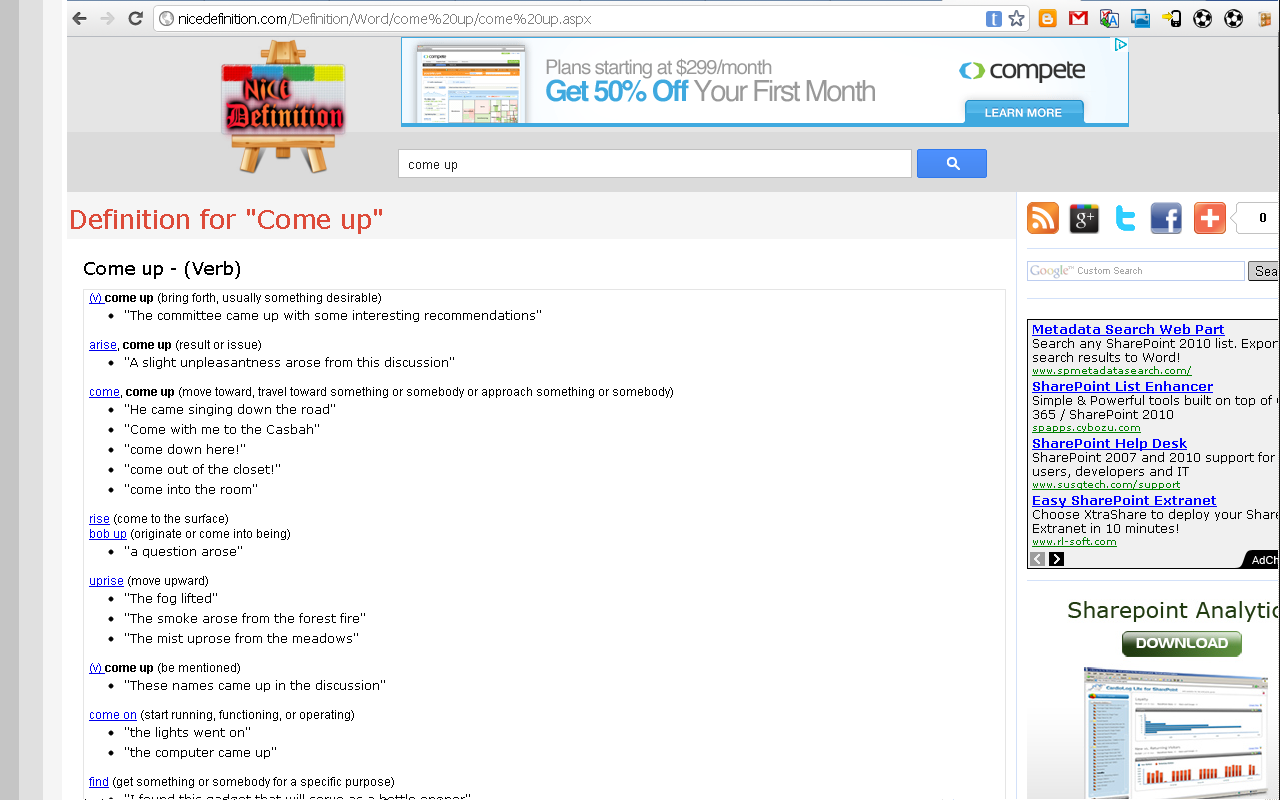 nicedefinition.com/Definition/Word/come%20up/come%20up.aspx
Nice
Definition
Plans starting at $299/month
Get 50% Off Your First Month
compete
LEARN MORE
come up
Definition for "Come up"
0
Come up - (Verb)
Google™ Custom Search
Sea
(v) come up (bring forth, usually something desirable)
"The committee came up with some interesting recommendations"
arise, come up (result or issue)
"A slight unpleasantness arose from this discussion"
come, come up (move toward, travel toward something or somebody or approach something or somebody)
"He came singing down the road"
"Come with me to the Casbah"
"come down here!"
"come out of the closet!"
"come into the room"
rise (come to the surface)
bob up (originate or come into being)
"a question arose"
uprise (move upward)
"The fog lifted"
"The smoke arose from the forest fire"
"The mist uprose from the meadows"
(v) come up (be mentioned)
"These names came up in the discussion"
come on (start running, functioning, or operating)
"the lights went on"
"the computer came up"
find (get something or somebody for a specific purpose)
"I found this gadget that will serve as a bottle opener"
Metadata Search Web Part
Search any SharePoint 2010 list. Expor
search results to Word!
www.spmetadatasearch.com/
SharePoint List Enhancer
Simple & Powerful tools built on top of
365 / SharePoint 2010
spapps.cybozu.com
SharePoint Help Desk
SharePoint 2007 and 2010 support for
users, developers and IT
www.susqtech.com/support
Easy SharePoint Extranet
Choose XtraShare to deploy your Share
Extranet in 10 minutes!
www.rl-soft.com
AdCh
Sharepoint Analytic
DOWNLOAD
CardioLog Lite for SharePoint